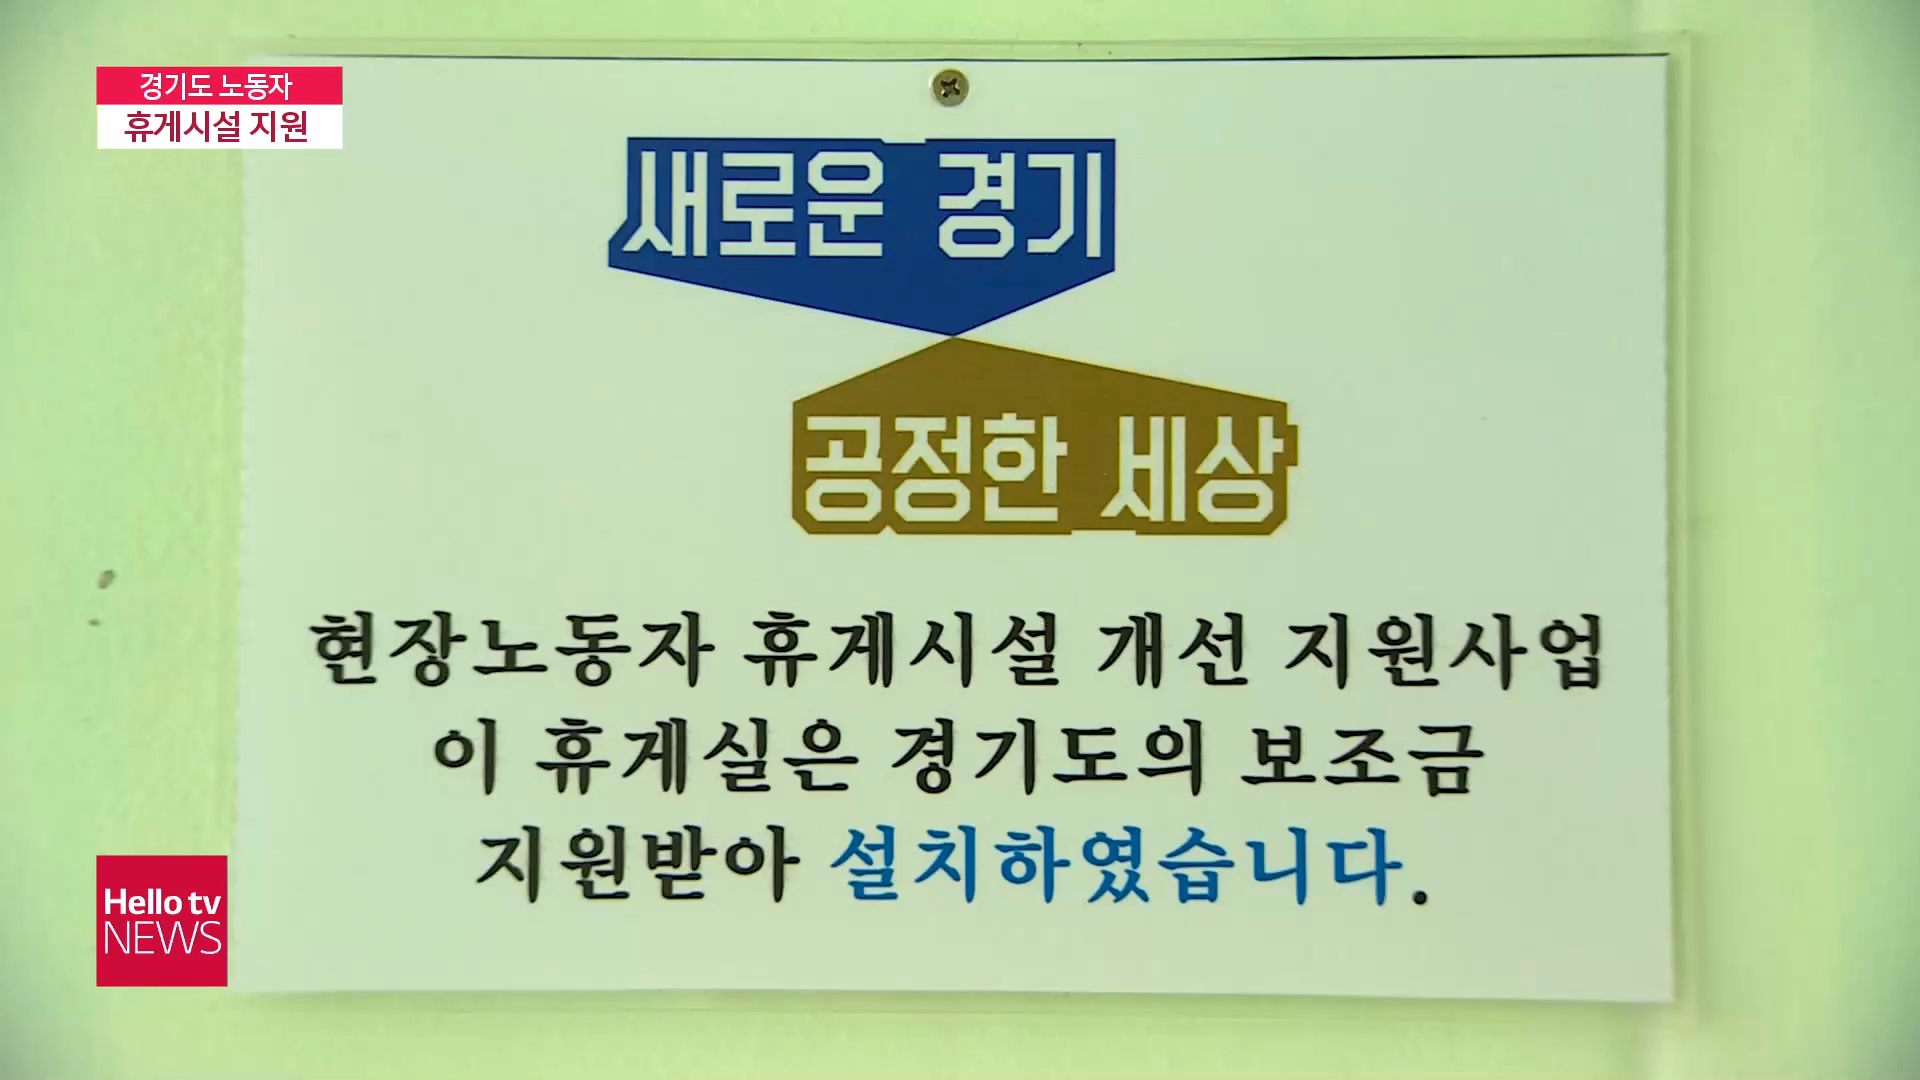 경기도 노동자
휴게시설 지원
새로운 경기
공정한 세상
현장노동자 휴게시설 개선 지원사업
이 휴게실은 경기도의 보조금
지원받아 설치하였습니다.
Hello tv
NEWS